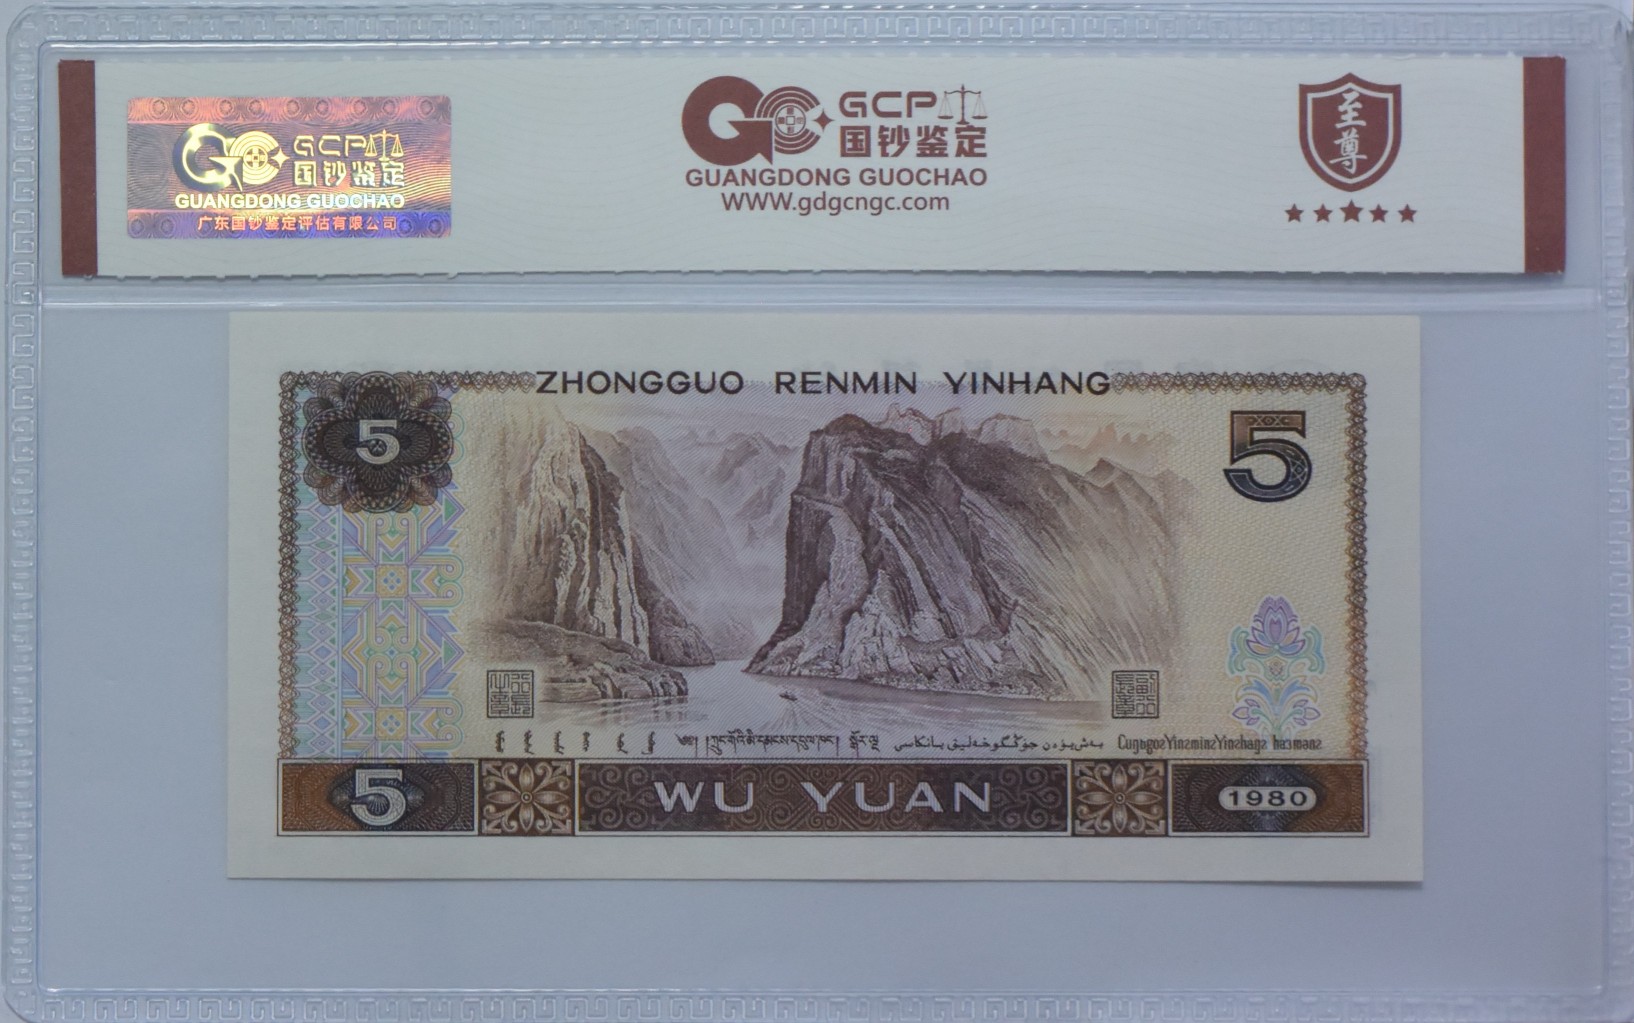 GCP
国钞鉴定
GUANGDONG GUOCHAO
广东国钞鉴定评估有限公司
GCP
国钞鉴定
GUANGDONG GUOCHAO
WWW.gdgcngc.com
至尊
ZHONGGUO RENMIN YINHANG
5
5
Cuŋgoz Yinzminz Yinzhangz haзmənƨ
5
WU YUAN
1980